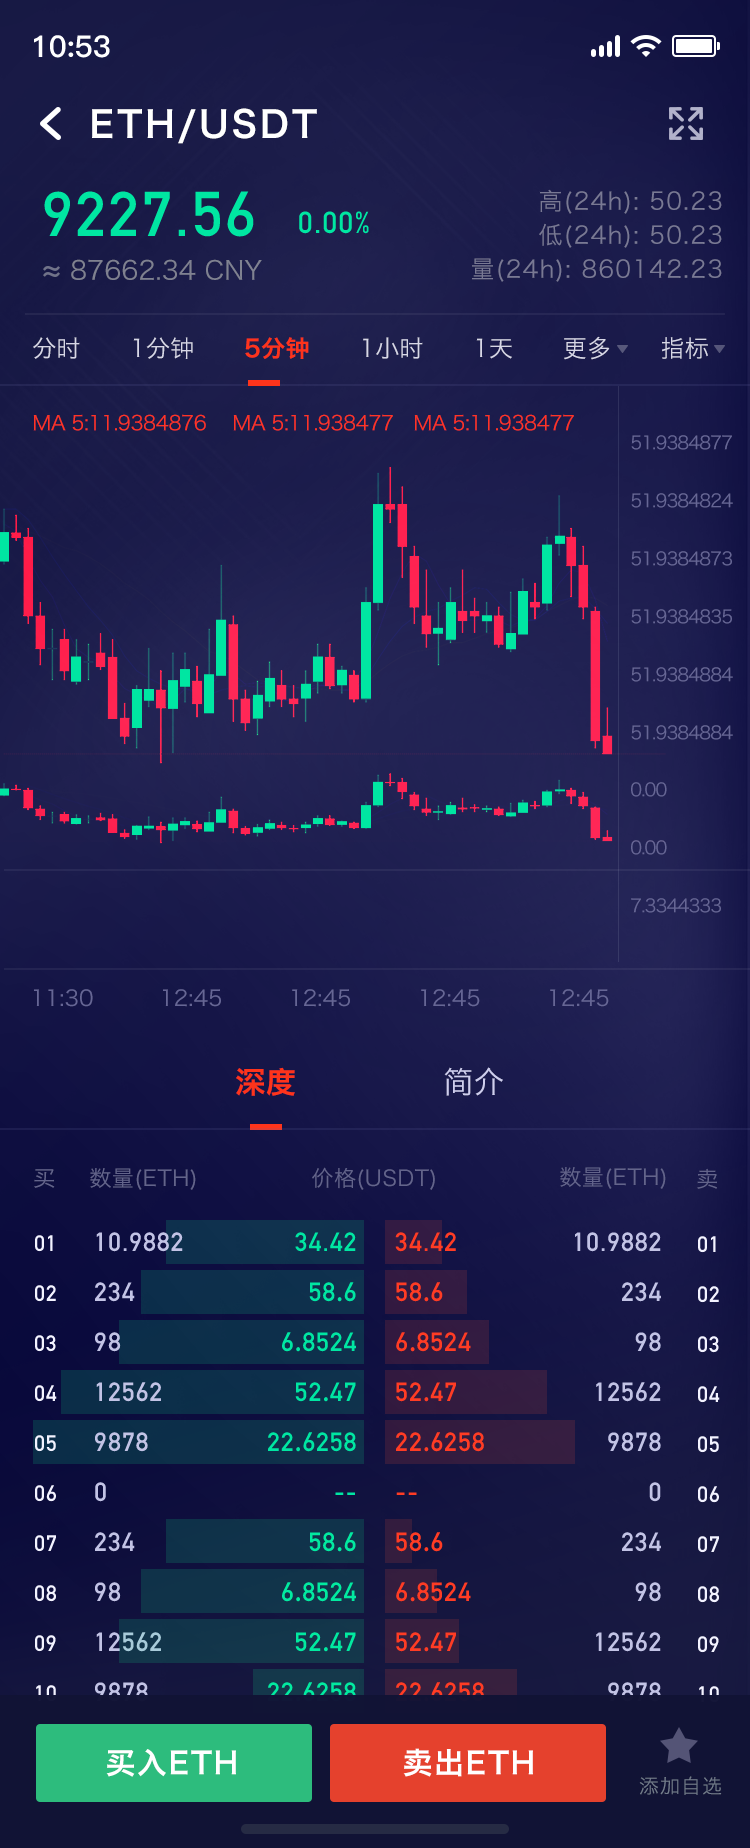 10:53
ETH/USDT
9227.56 0.00%
≈ 87662.34 CNY
高(24h): 50.23
低(24h): 50.23
量(24h): 860142.23
分时 1分钟 5分钟 1小时 1天 更多 指标
MA 5:11.9384876 MA 5:11.938477 MA 5:11.938477
51.9384877
51.9384824
51.9384873
51.9384835
51.9384884
51.9384884
0.00
0.00
7.3344333
11:30 12:45 12:45 12:45 12:45
深度 简介
买 数量(ETH) 价格(USDT) 数量(ETH) 卖
01 10.9882 34.42 34.42 10.9882 01
02 234 58.6 58.6 234 02
03 98 6.8524 6.8524 98 03
04 12562 52.47 52.47 12562 04
05 9878 22.6258 22.6258 9878 05
06 0 -- -- 0 06
07 234 58.6 58.6 234 07
08 98 6.8524 6.8524 98 08
09 12562 52.47 52.47 12562 09
10 9878 22.6258 22.6258 9878 10
买入ETH 卖出ETH 添加自选